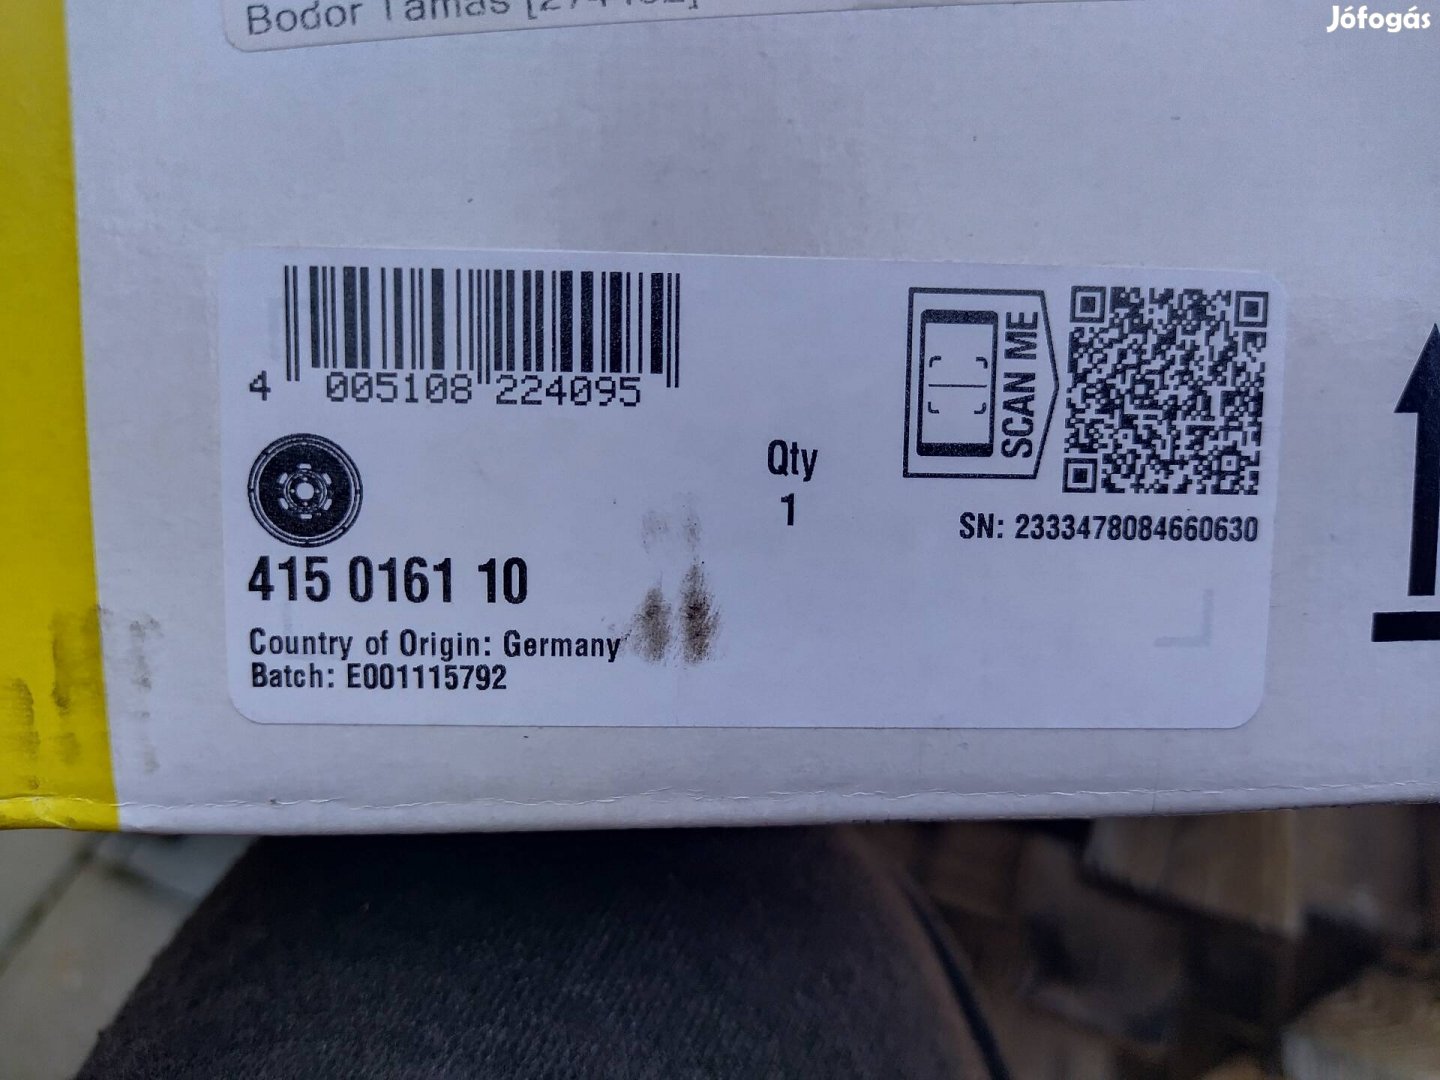 Jófogás
Bodor Tamás
4 005108 224095
SCAN ME
Qty
1
SN: 2333478084660630
415 0161 10
Country of Origin: Germany
Batch: E001115792